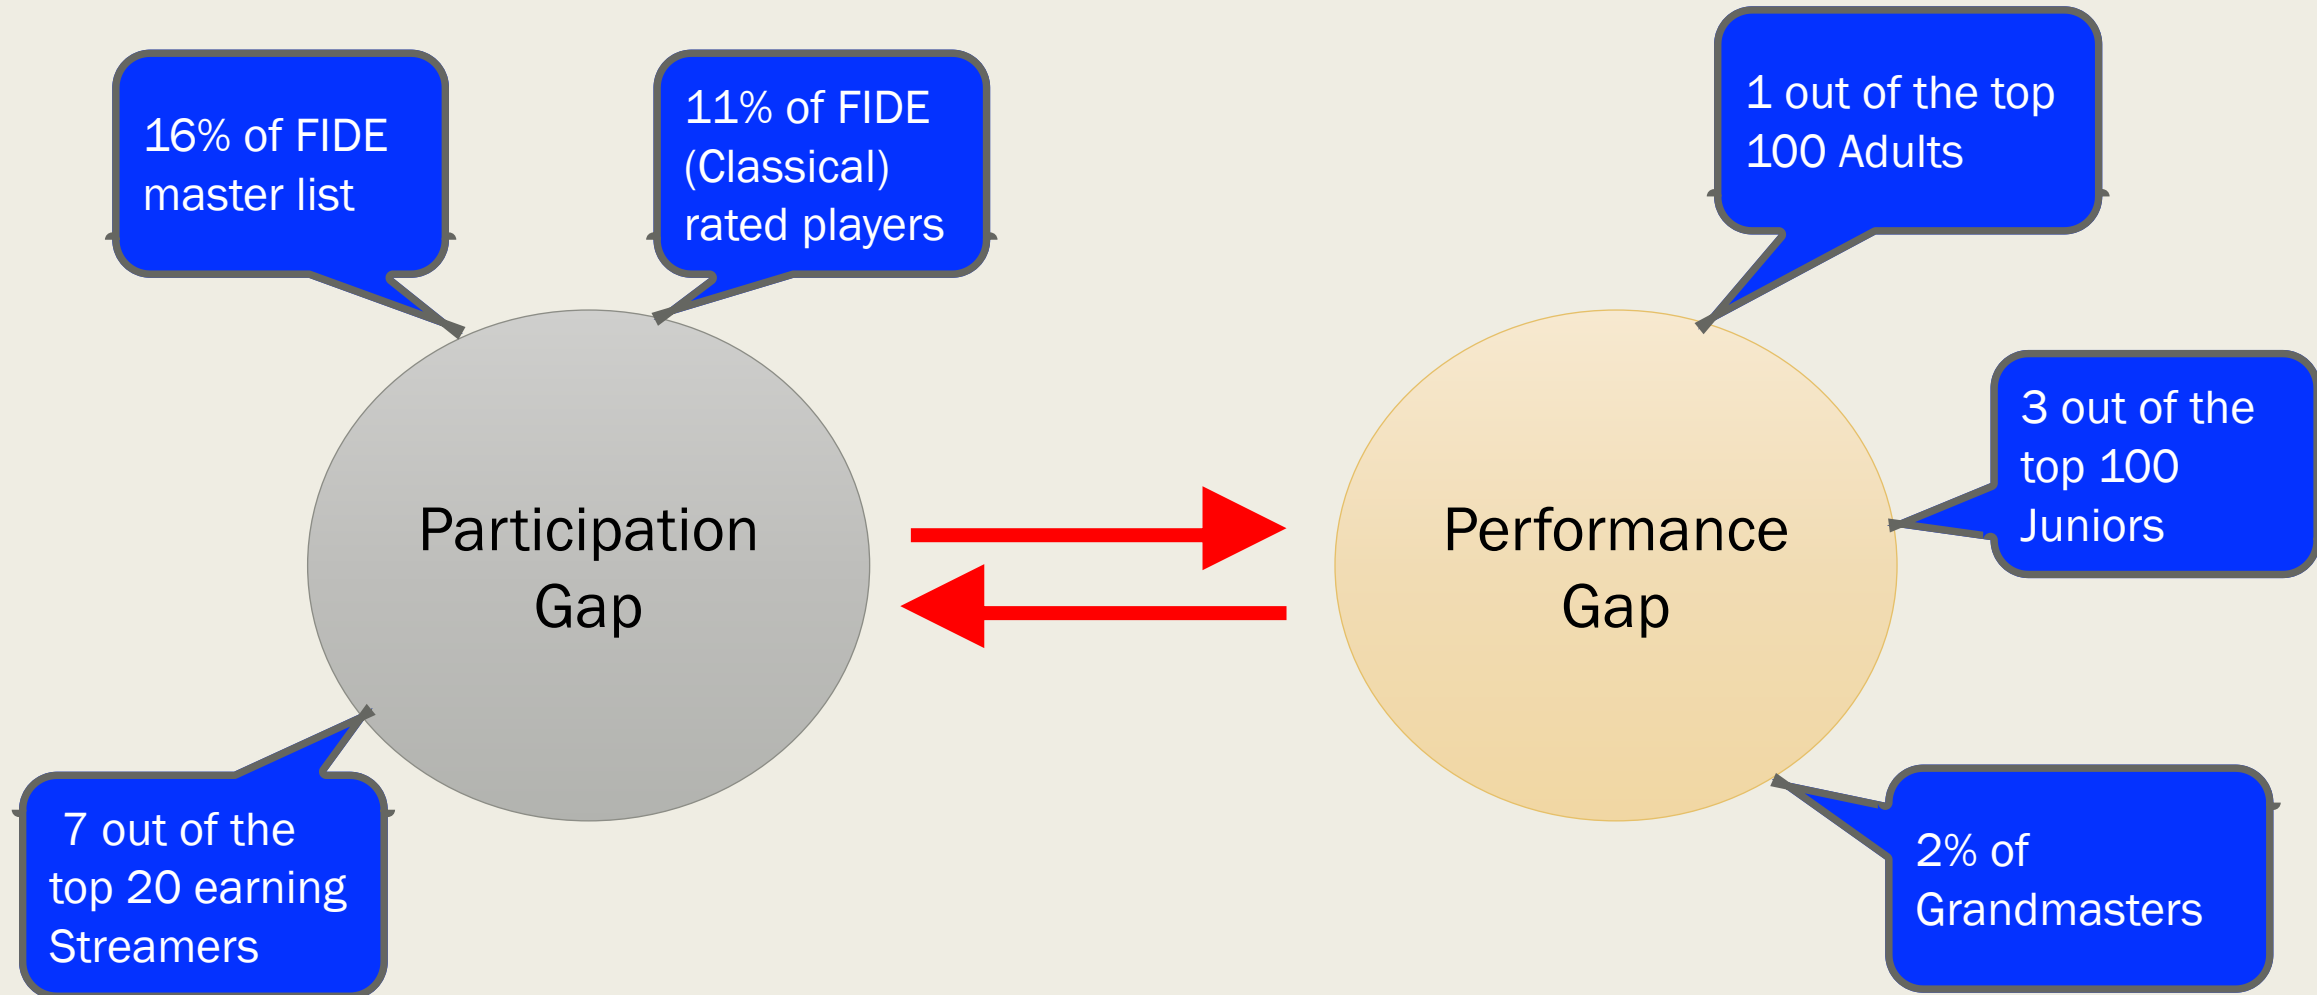 16% of FIDE
master list
11% of FIDE
(Classical)
rated players
1 out of the top
100 Adults
3 out of the
top 100
Juniors
Participation
Gap
Performance
Gap
7 out of the
top 20 earning
Streamers
2% of
Grandmasters